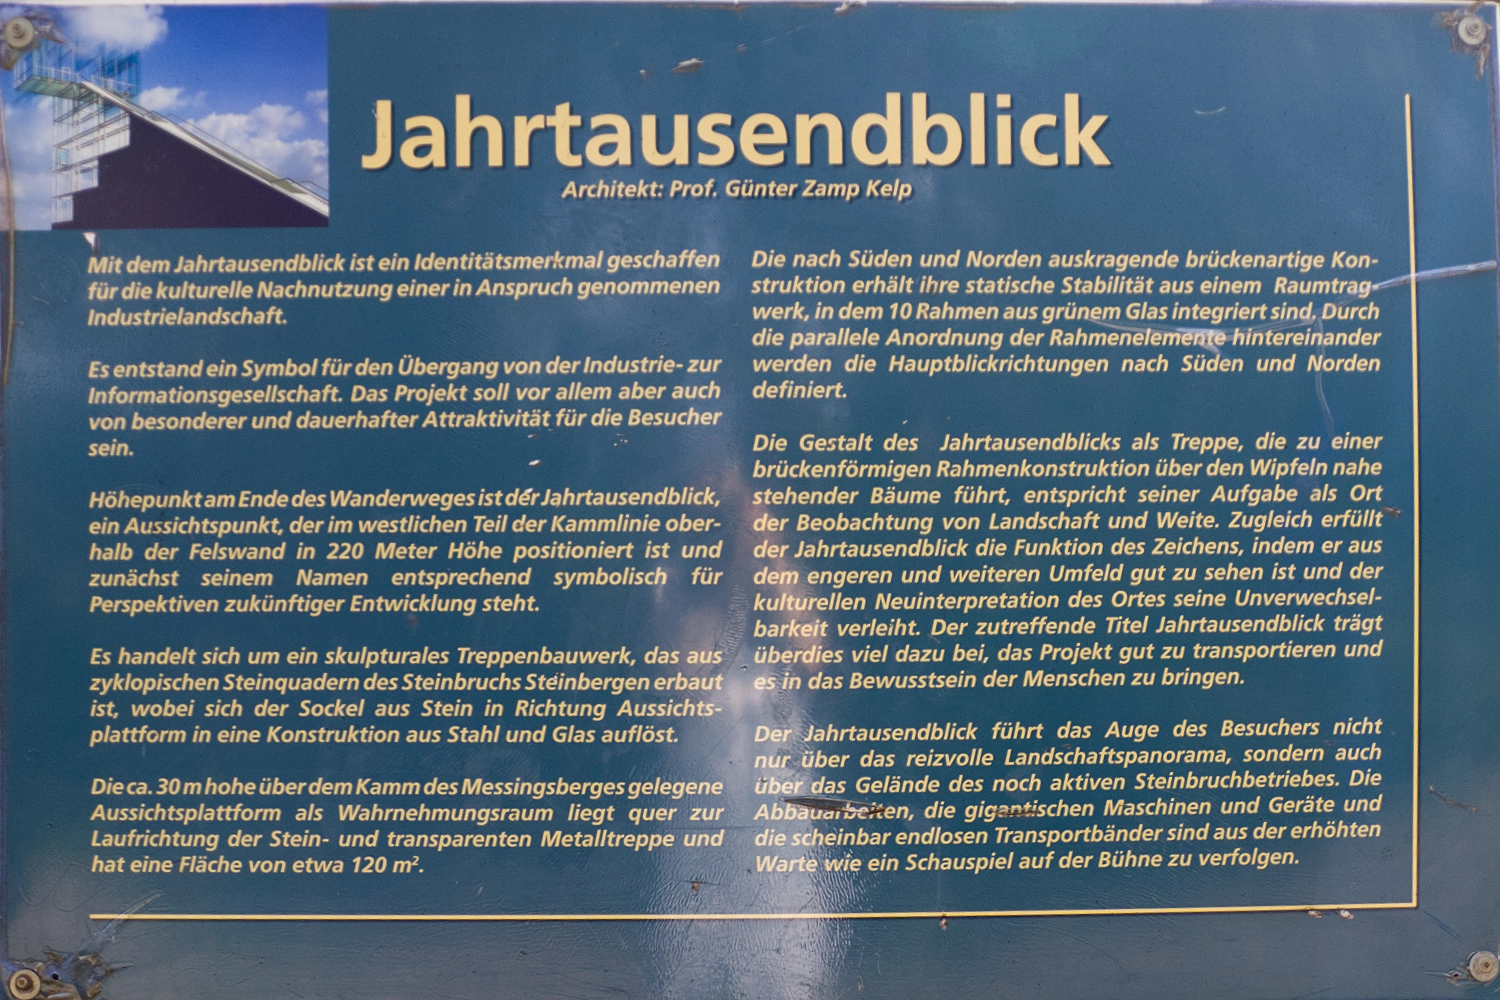 Jahrtausendblick
Architekt: Prof. Günter Zamp Kelp
Mit dem Jahrtausendblick ist ein Identitätsmerkmal geschaffen
für die kulturelle Nachnutzung einer in Anspruch genommenen
Industrielandschaft.
Es entstand ein Symbol für den Übergang von der Industrie- zur
Informationsgesellschaft. Das Projekt soll vor allem aber auch
von besonderer und dauerhafter Attraktivität für die Besucher
sein.
Höhepunkt am Ende des Wanderweges ist der Jahrtausendblick,
ein Aussichtspunkt, der im westlichen Teil der Kammlinie ober-
halb der Felswand in 220 Meter Höhe positioniert ist und
zunächst seinem Namen entsprechend symbolisch für
Perspektiven zukünftiger Entwicklung steht.
Es handelt sich um ein skulpturales Treppenbauwerk, das aus
zyklopischen Steinquadern des Steinbruchs Steinbergen erbaut
ist, wobei sich der Sockel aus Stein in Richtung Aussichts-
plattform in eine Konstruktion aus Stahl und Glas auflöst.
Die ca. 30 m hohe über dem Kamm des Messingsberges gelegene
Aussichtsplattform als Wahrnehmungsraum liegt quer zur
Laufrichtung der Stein- und transparenten Metalltreppe und
hat eine Fläche von etwa 120 m².
Die nach Süden und Norden auskragende brückenartige Kon-
struktion erhält ihre statische Stabilität aus einem Raumtrag-
werk, in dem 10 Rahmen aus grünem Glas integriert sind. Durch
die parallele Anordnung der Rahmenelemente hintereinander
werden die Hauptblickrichtungen nach Süden und Norden
definiert.
Die Gestalt des Jahrtausendblicks als Treppe, die zu einer
brückenförmigen Rahmenkonstruktion über den Wipfeln nahe
stehender Bäume führt, entspricht seiner Aufgabe als Ort
der Beobachtung von Landschaft und Weite. Zugleich erfüllt
der Jahrtausendblick die Funktion des Zeichens, indem er aus
dem engeren und weiteren Umfeld gut zu sehen ist und der
kulturellen Neuinterpretation des Ortes seine Unverwechsel-
barkeit verleiht. Der zutreffende Titel Jahrtausendblick trägt
überdies viel dazu bei, das Projekt gut zu transportieren und
es in das Bewusstsein der Menschen zu bringen.
Der Jahrtausendblick führt das Auge des Besuchers nicht
nur über das reizvolle Landschaftspanorama, sondern auch
über das Gelände des noch aktiven Steinbruchbetriebes. Die
Abbauarbeiten, die gigantischen Maschinen und Geräte und
die scheinbar endlosen Transportbänder sind aus der erhöhten
Warte wie ein Schauspiel auf der Bühne zu verfolgen.